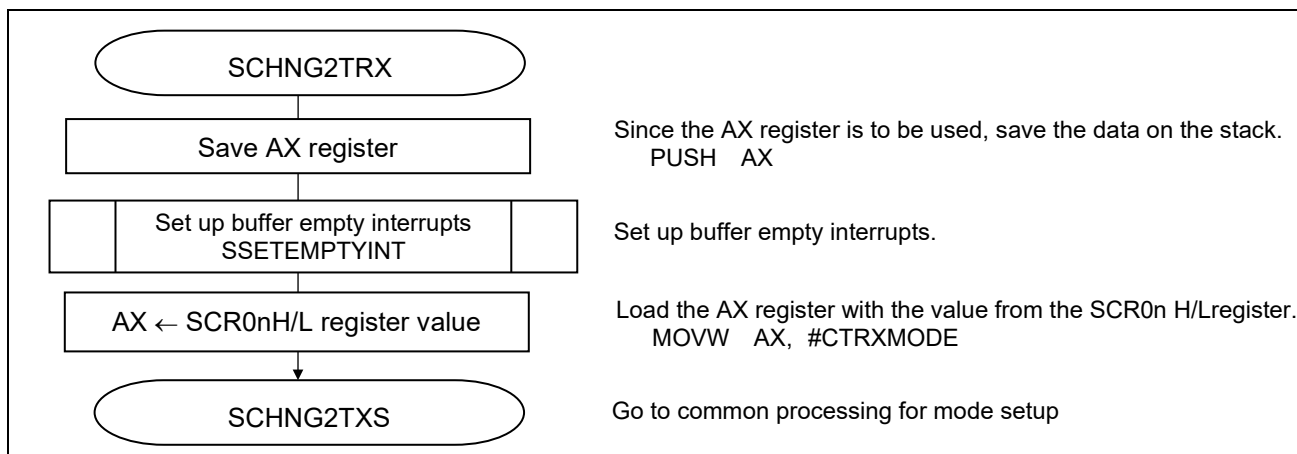 SCHNG2TRX
Save AX register
Since the AX register is to be used, save the data on the stack.
PUSH AX
Set up buffer empty interrupts
SSETEMPTYINT
Set up buffer empty interrupts.
AX ← SCR0nH/L register value
Load the AX register with the value from the SCR0n H/Lregister.
MOVW AX, #CTRXMODE
SCHNG2TXS
Go to common processing for mode setup